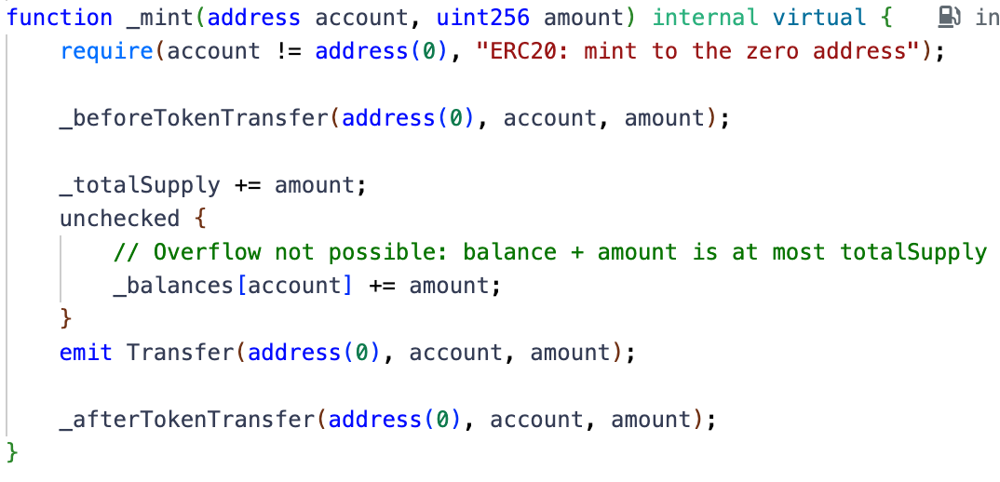 function _mint(address account, uint256 amount) internal virtual { in
    require(account != address(0), "ERC20: mint to the zero address");

    _beforeTokenTransfer(address(0), account, amount);

    _totalSupply += amount;
    unchecked {
        // Overflow not possible: balance + amount is at most totalSupply
        _balances[account] += amount;
    }
    emit Transfer(address(0), account, amount);

    _afterTokenTransfer(address(0), account, amount);
}